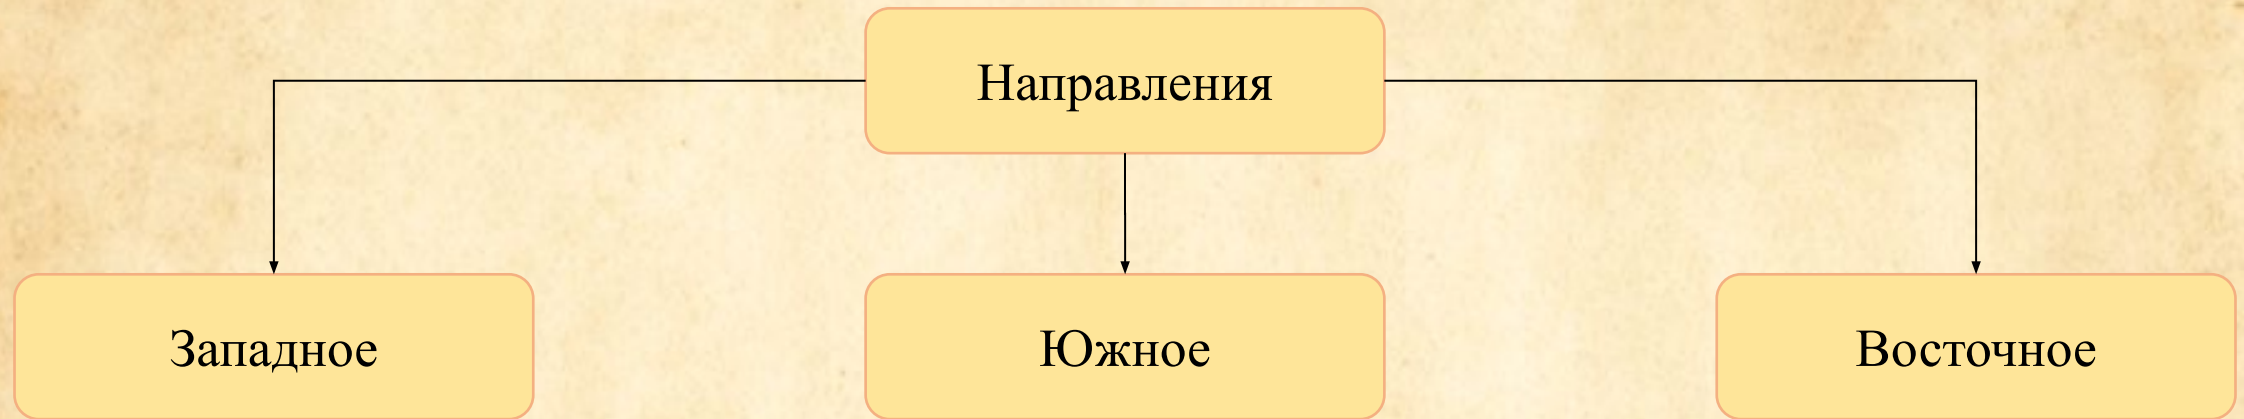 Направления
Западное
Южное
Восточное